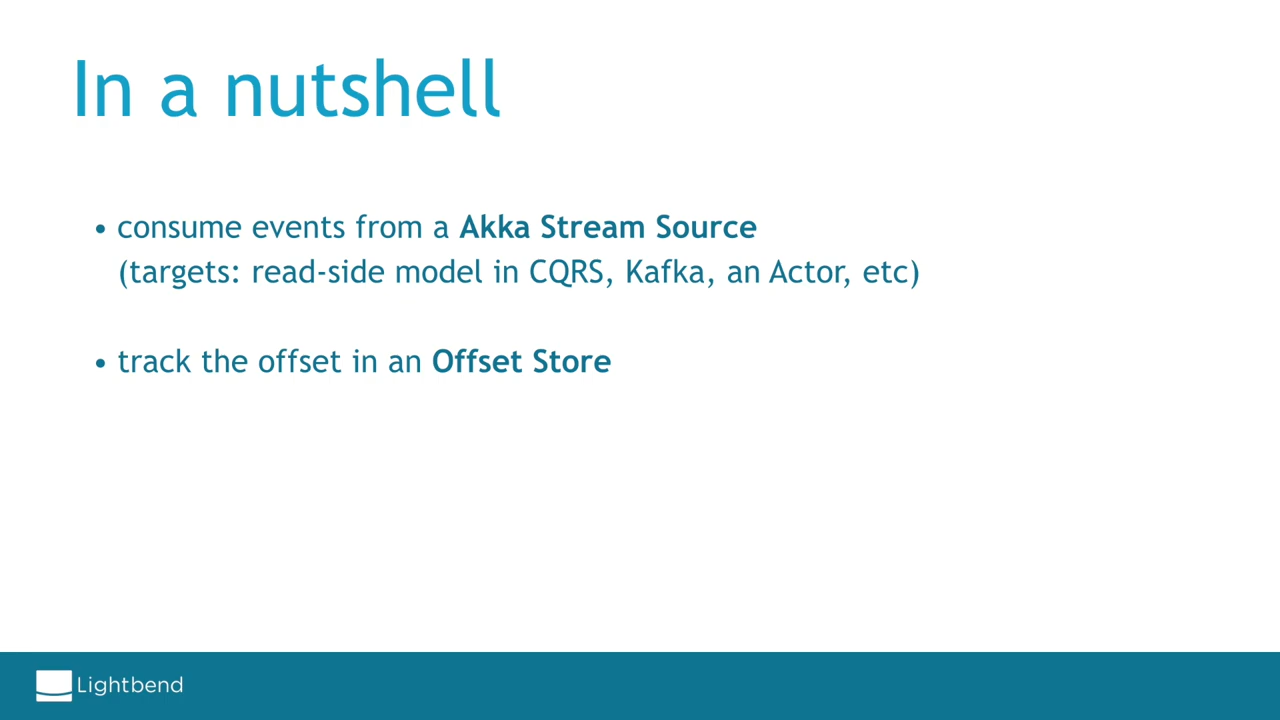 In a nutshell
• consume events from a Akka Stream Source
(targets: read-side model in CQRS, Kafka, an Actor, etc)
• track the offset in an Offset Store
Lightbend